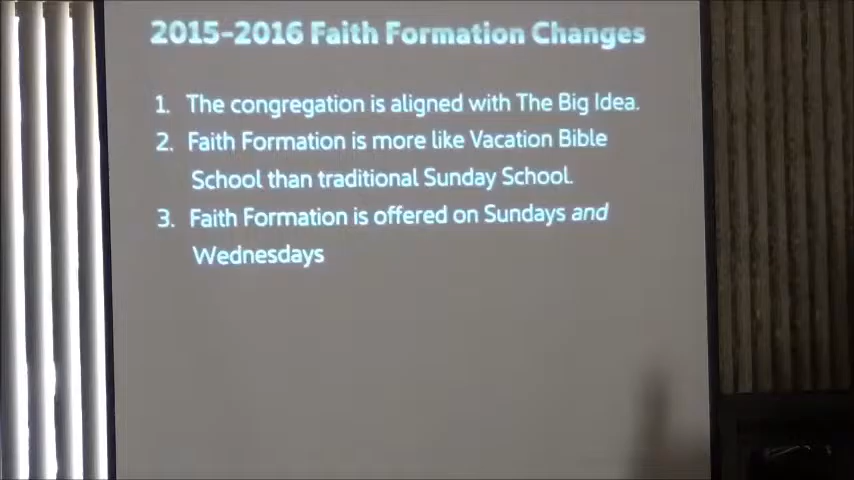 2015-2016 Faith Formation Changes
1. The congregation is aligned with The Big Idea.
2. Faith Formation is more like Vacation Bible
School than traditional Sunday School.
3. Faith Formation is offered on Sundays and
Wednesdays